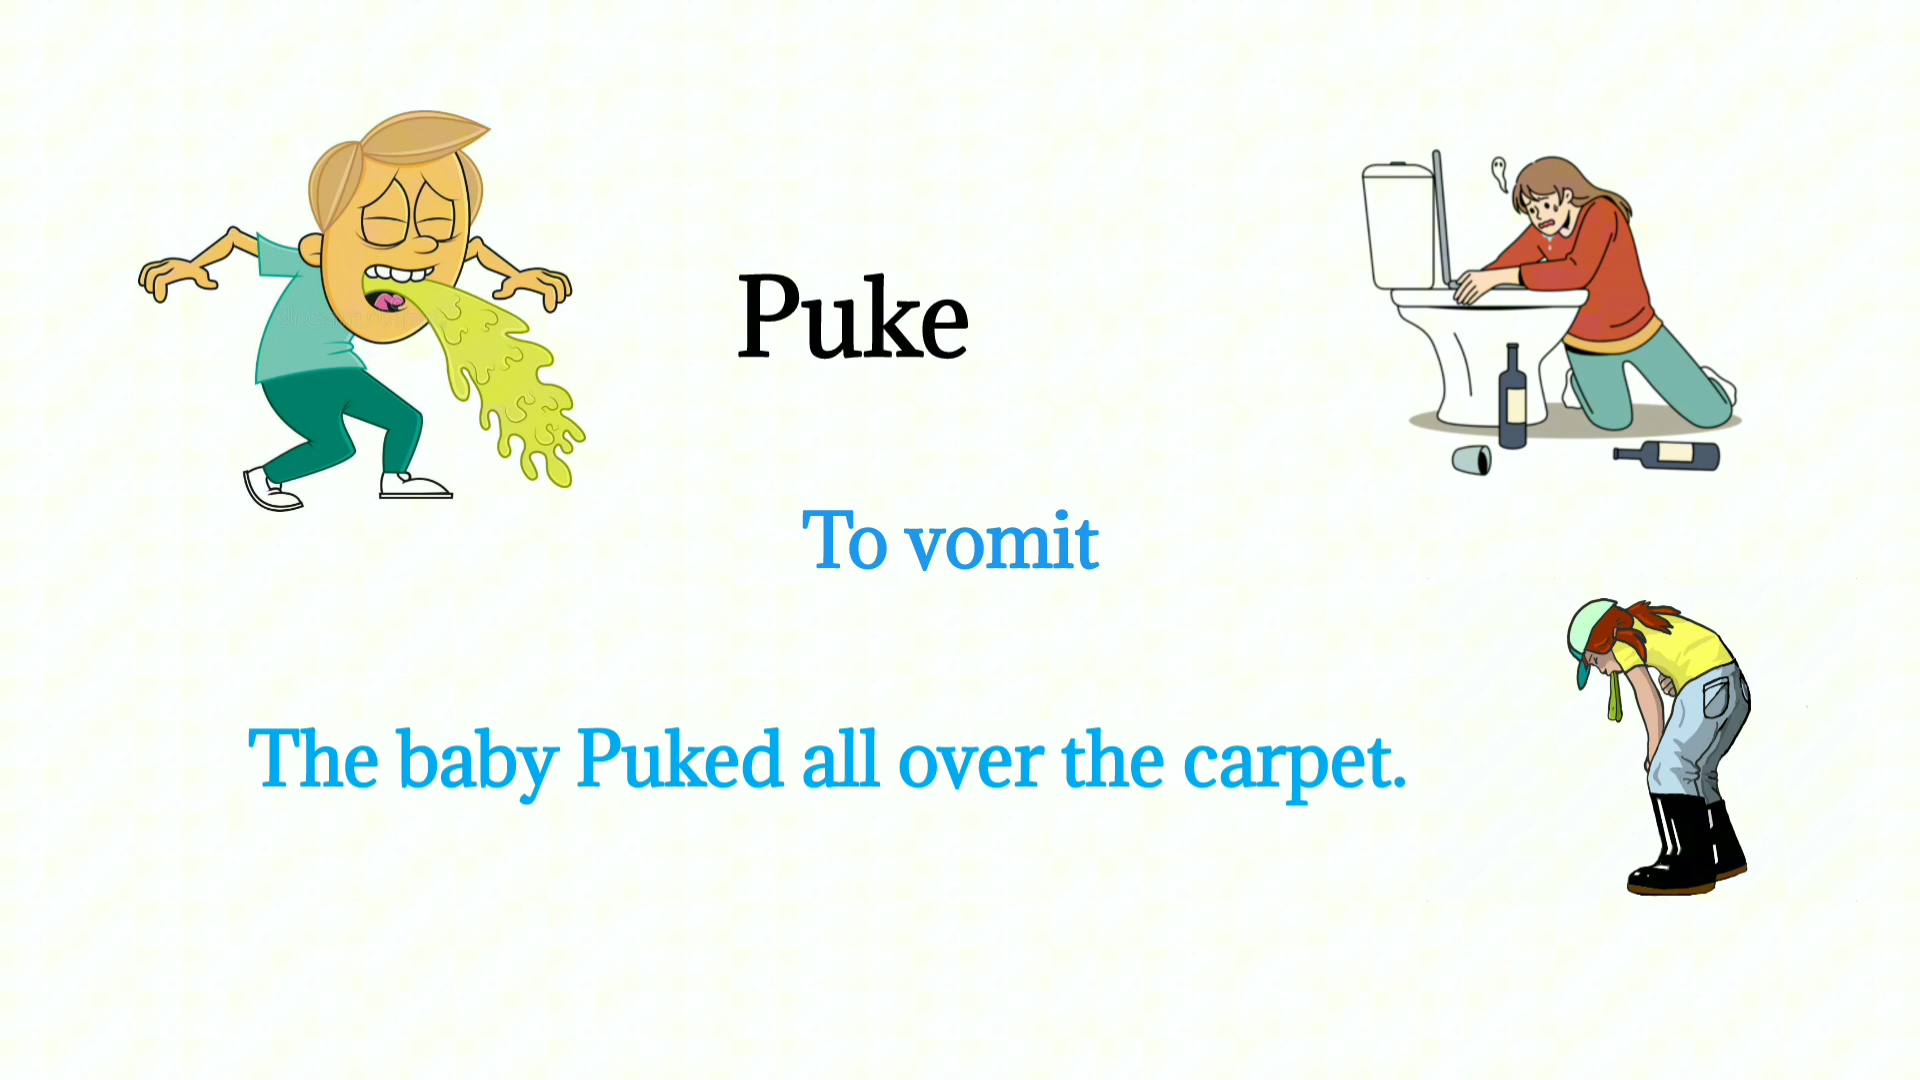 Puke
To vomit
The baby Puked all over the carpet.